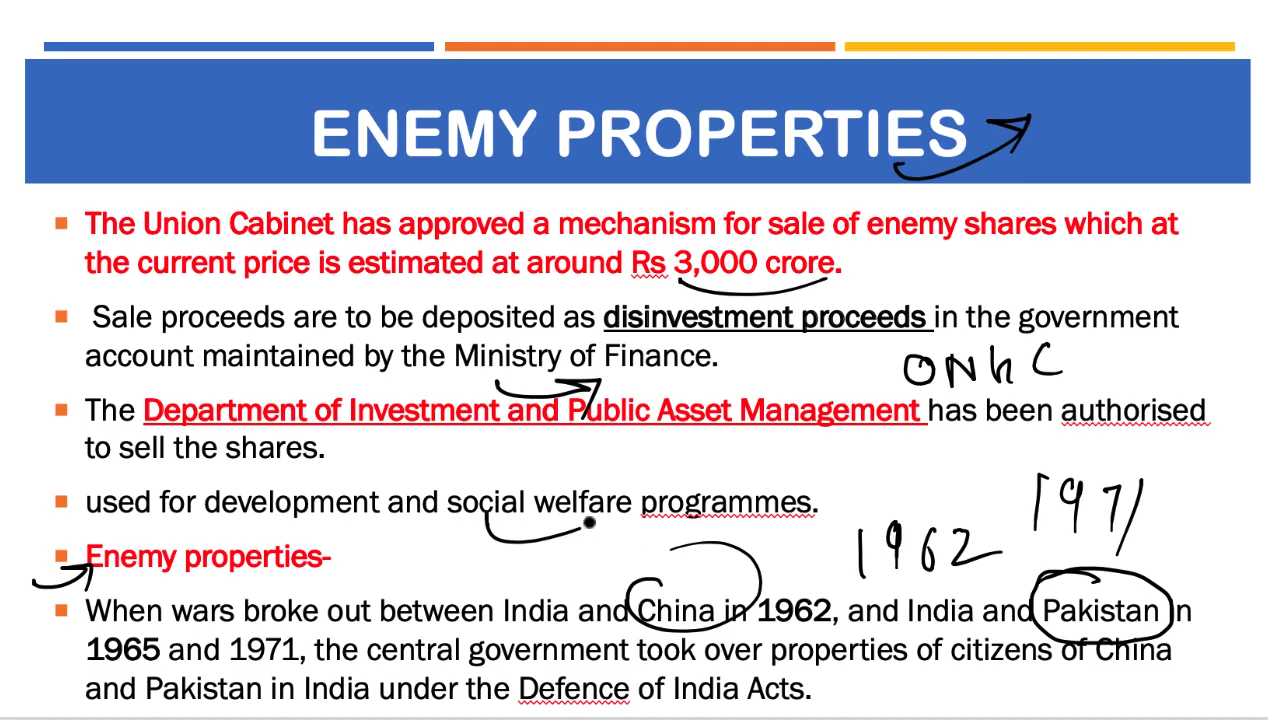 ENEMY PROPERTIES
The Union Cabinet has approved a mechanism for sale of enemy shares which at
the current price is estimated at around Rs 3,000 crore.
Sale proceeds are to be deposited as disinvestment proceeds in the government
account maintained by the Ministry of Finance.
ONGC
The Department of Investment and Public Asset Management has been authorised
to sell the shares.
used for development and social welfare programmes.
1971
1962
Enemy properties-
When wars broke out between India and China in 1962, and India and Pakistan in
1965 and 1971, the central government took over properties of citizens of China
and Pakistan in India under the Defence of India Acts.